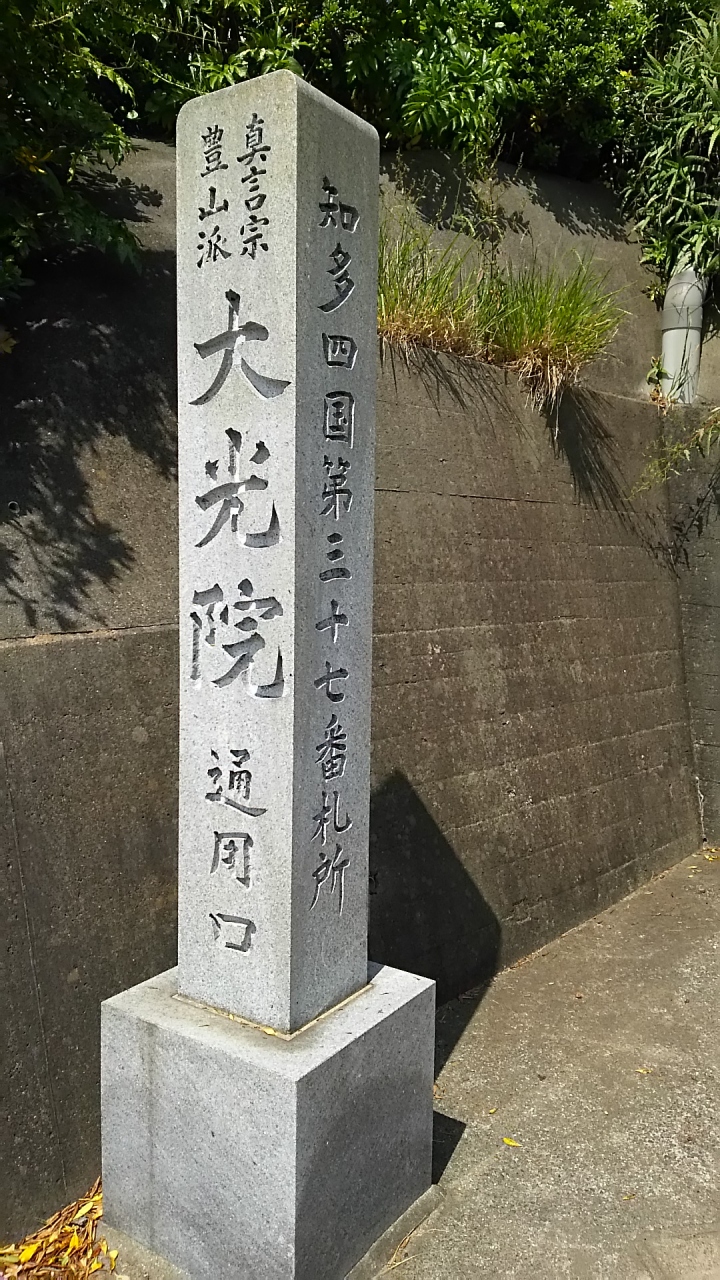 真言宗
豊山派
大光院 通用口
知多四国第三十七番札所